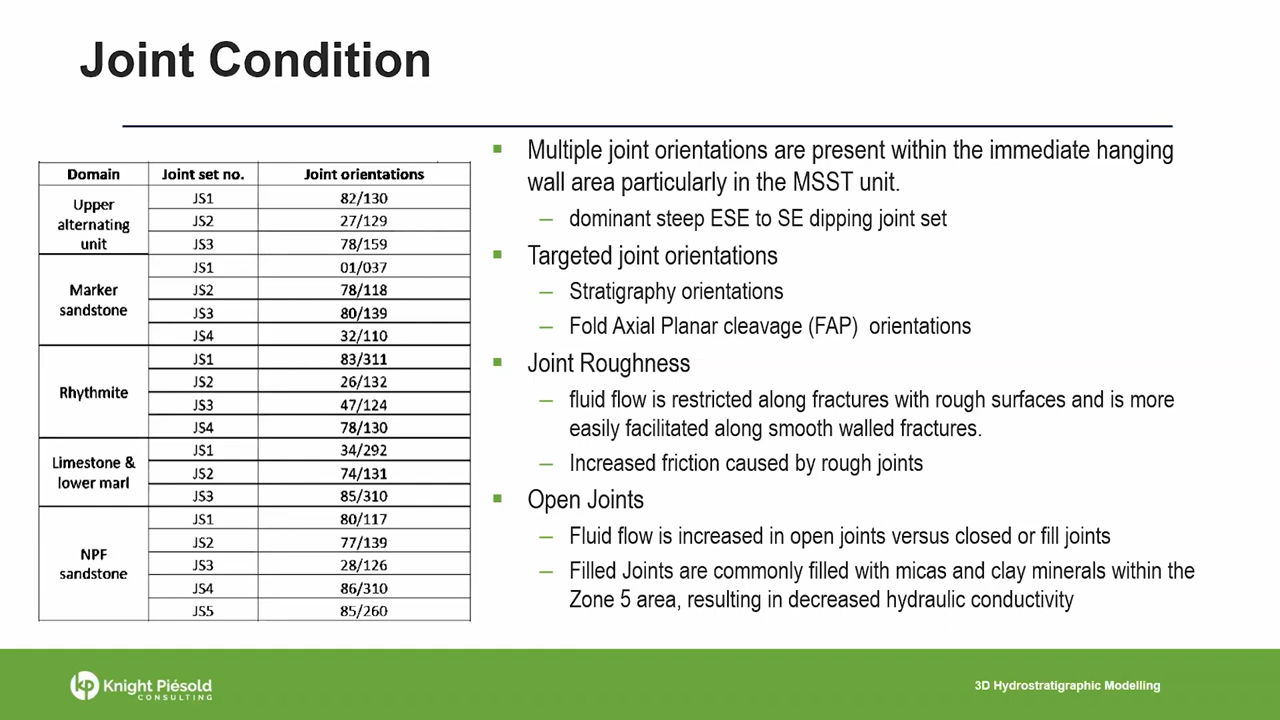 Joint Condition
Domain Joint set no. Joint orientations
Upper alternating unit JS1 82/130
JS2 27/129
JS3 78/159
Marker sandstone JS1 01/037
JS2 78/118
JS3 80/139
JS4 32/110
Rhythmite JS1 83/311
JS2 26/132
JS3 47/124
JS4 78/130
Limestone & lower marl JS1 34/292
JS2 74/131
JS3 85/310
NPF sandstone JS1 80/117
JS2 77/139
JS3 28/126
JS4 86/310
JS5 85/260
Multiple joint orientations are present within the immediate hanging
wall area particularly in the MSST unit.
– dominant steep ESE to SE dipping joint set
Targeted joint orientations
– Stratigraphy orientations
– Fold Axial Planar cleavage (FAP) orientations
Joint Roughness
– fluid flow is restricted along fractures with rough surfaces and is more
easily facilitated along smooth walled fractures.
– Increased friction caused by rough joints
Open Joints
– Fluid flow is increased in open joints versus closed or fill joints
– Filled Joints are commonly filled with micas and clay minerals within the
Zone 5 area, resulting in decreased hydraulic conductivity
kp Knight Piésold
CONSULTING
3D Hydrostratigraphic Modelling